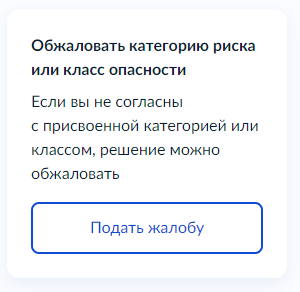 Обжаловать категорию риска
или класс опасности
Если вы не согласны
с присвоенной категорией или
классом, решение можно
обжаловать
Подать жалобу